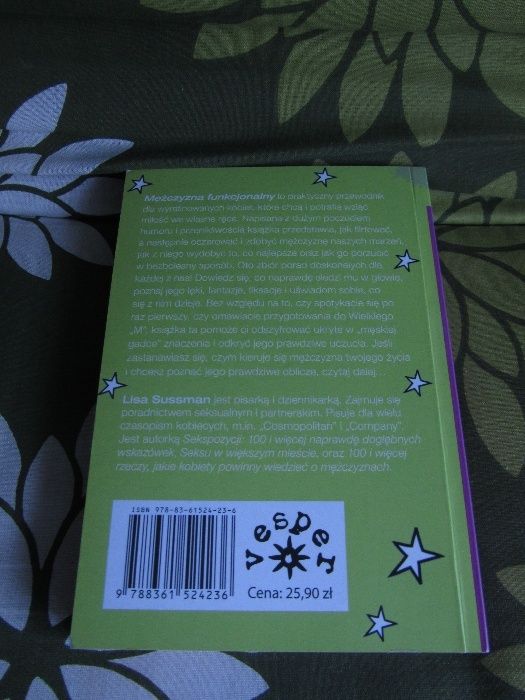 Mężczyzna funkcjonalny to praktyczny przewodnik
dla wyrafinowanych kobiet, które chcą i potrafią wziąć
miłość we własne ręce. Napisana z dużym poczuciem
humoru i przenikliwością książka przedstawia, jak flirtować,
a następnie oczarować i zdobyć mężczyznę naszych marzeń,
jak z niego wydobyć to, co najlepsze oraz jak go porzucić
w bezbolesny sposób. Oto zbiór porad doskonałych dla
każdej z nas! Dowiedz się, co naprawdę siedzi mu w głowie,
poznaj jego lęki, fantazje, fiksacje i uświadom sobie, co
się z nim dzieje. Bez względu na to, czy spotykacie się po
raz pierwszy, czy omawiacie przygotowania do Wielkiego
„M”, książka ta pomoże ci odszyfrować ukryte w „męskiej
gadce” znaczenia i odkryć jego prawdziwe uczucia. Jeśli
zastanawiasz się, czym kieruje się mężczyzna twojego życia
i chcesz poznać jego prawdziwe oblicze, czytaj dalej...
Lisa Sussman jest pisarką i dziennikarką. Zajmuje się
poradnictwem seksualnym i partnerskim. Pisuje dla wielu
czasopism kobiecych, m.in. „Cosmopolitan” i „Company”.
Jest autorką Sekspozycji: 100 i więcej naprawdę dogłębnych
wskazówek, Seksu w większym mieście, oraz 100 i więcej
rzeczy, jakie kobiety powinny wiedzieć o mężczyznach.
ISBN 978-83-61524-23-6
9 788361 524236
vesper
Cena: 25,90 zł